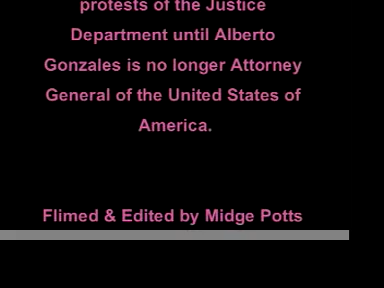 protests of the Justice
Department until Alberto
Gonzales is no longer Attorney
General of the United States of
America.
Flimed & Edited by Midge Potts